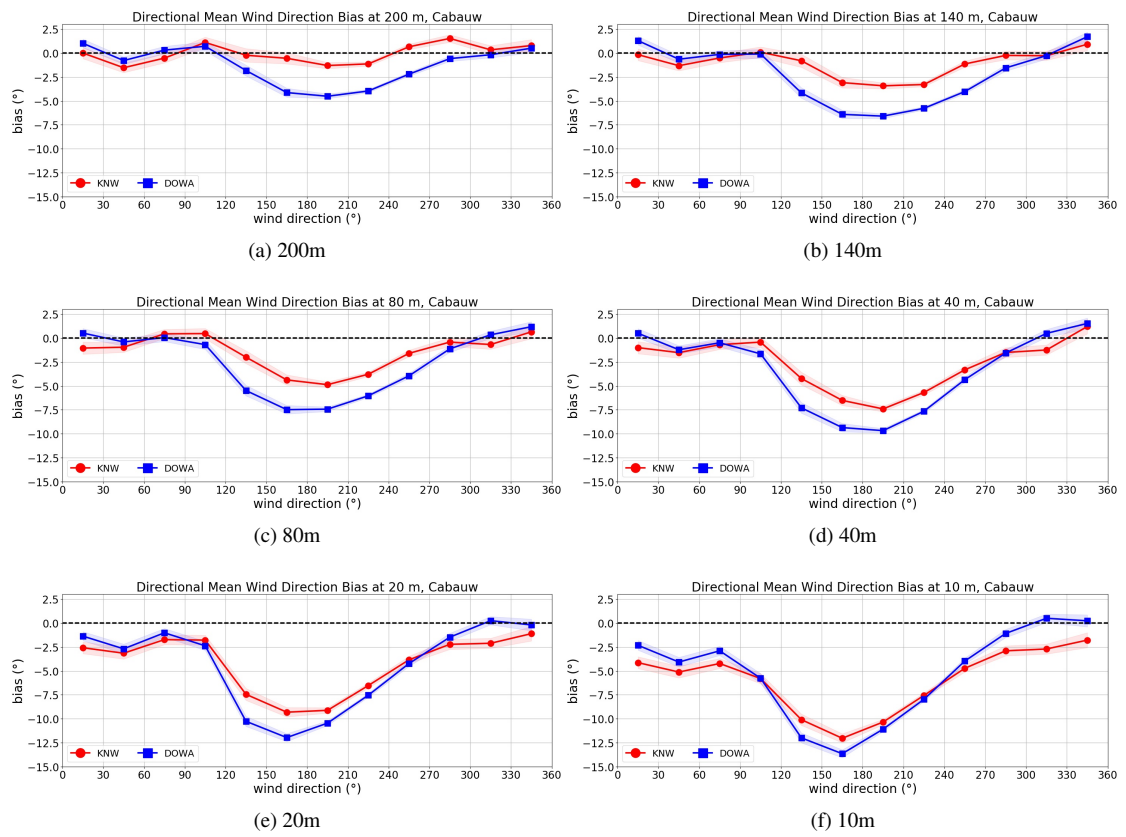 Directional Mean Wind Direction Bias at 200 m, Cabauw
bias (°)
2.5
0.0
−2.5
−5.0
−7.5
−10.0
−12.5
−15.0
KNW DOWA
0 30 60 90 120 150 180 210 240 270 300 330 360
wind direction (°)
(a) 200m
Directional Mean Wind Direction Bias at 140 m, Cabauw
bias (°)
2.5
0.0
−2.5
−5.0
−7.5
−10.0
−12.5
−15.0
KNW DOWA
0 30 60 90 120 150 180 210 240 270 300 330 360
wind direction (°)
(b) 140m
Directional Mean Wind Direction Bias at 80 m, Cabauw
bias (°)
2.5
0.0
−2.5
−5.0
−7.5
−10.0
−12.5
−15.0
KNW DOWA
0 30 60 90 120 150 180 210 240 270 300 330 360
wind direction (°)
(c) 80m
Directional Mean Wind Direction Bias at 40 m, Cabauw
bias (°)
2.5
0.0
−2.5
−5.0
−7.5
−10.0
−12.5
−15.0
KNW DOWA
0 30 60 90 120 150 180 210 240 270 300 330 360
wind direction (°)
(d) 40m
Directional Mean Wind Direction Bias at 20 m, Cabauw
bias (°)
2.5
0.0
−2.5
−5.0
−7.5
−10.0
−12.5
−15.0
KNW DOWA
0 30 60 90 120 150 180 210 240 270 300 330 360
wind direction (°)
(e) 20m
Directional Mean Wind Direction Bias at 10 m, Cabauw
bias (°)
2.5
0.0
−2.5
−5.0
−7.5
−10.0
−12.5
−15.0
KNW DOWA
0 30 60 90 120 150 180 210 240 270 300 330 360
wind direction (°)
(f) 10m